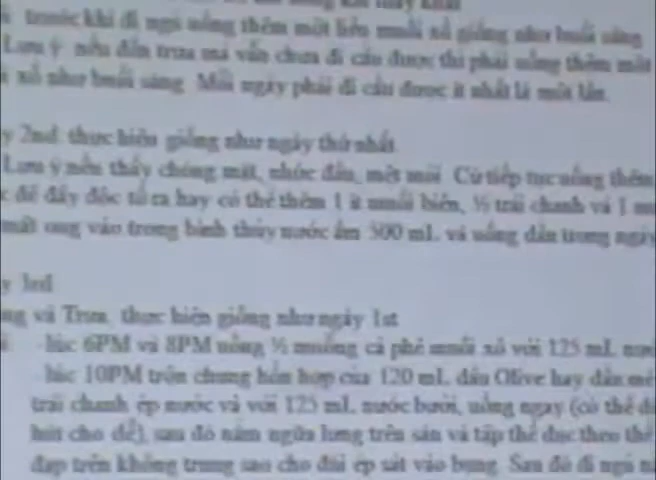 trước khi đi ngủ uống thêm một liều muối xổ giống như buổi sáng
Lưu ý nếu đến trưa mà vẫn chưa đi cầu được thì phải uống thêm một
xổ như buổi sáng. Mỗi ngày phải đi cầu được ít nhất là một lần.
y 2nd: thực hiện giống như ngày thứ nhất
Lưu ý nếu thấy chóng mặt, nhức đầu, mệt mỏi. Cứ tiếp tục uống thêm
để đẩy độc tố ra hay có thể thêm 1 ít muối biển, ½ trái chanh và 1 mu
mật ong vào trong bình thủy nước ấm 500 mL và uống dần trong ngày
y 3rd
ng và Trưa, thực hiện giống như ngày 1st
lúc 6PM và 8PM uống ½ muỗng cà phê muối xổ với 125 mL nướ
lúc 10PM trộn chung hỗn hợp của 120 mL dầu Olive hay dầu mè
trái chanh ép nước và với 125 mL nước bưởi, uống ngay (có thể d
hút cho dễ), sau đó nằm ngửa lưng trên sàn và tập thể dục theo thế
đạp trên không trung sao cho đùi ép sát vào bụng. Sau đó đi ngủ n